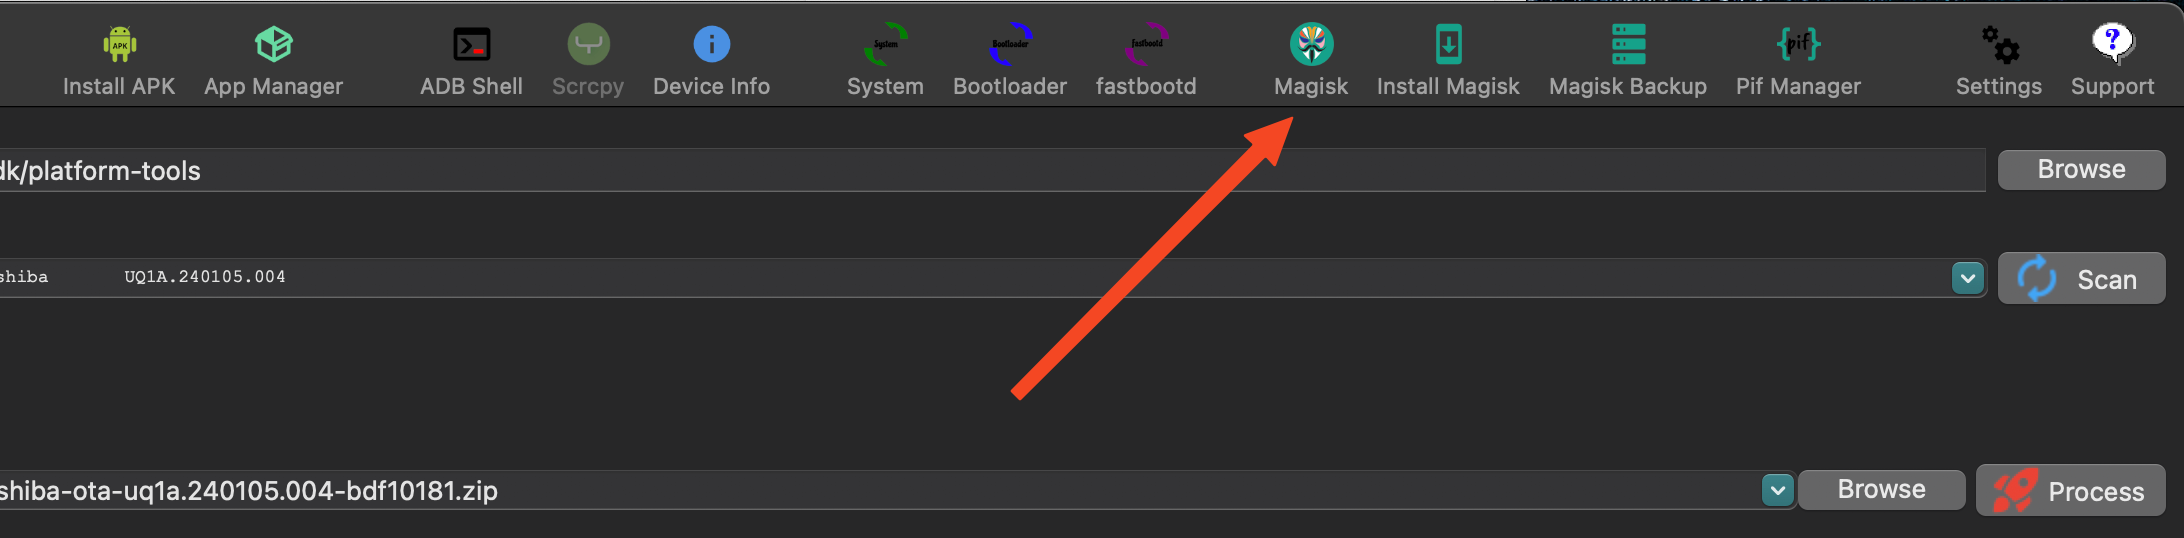 APK System Bootloader fastbootd {pif} ?
Install APK App Manager ADB Shell Scrcpy Device Info System Bootloader fastbootd Magisk Install Magisk Magisk Backup Pif Manager Settings Support
dk/platform-tools Browse
shiba UQ1A.240105.004 Scan
shiba-ota-uq1a.240105.004-bdf10181.zip Browse Process